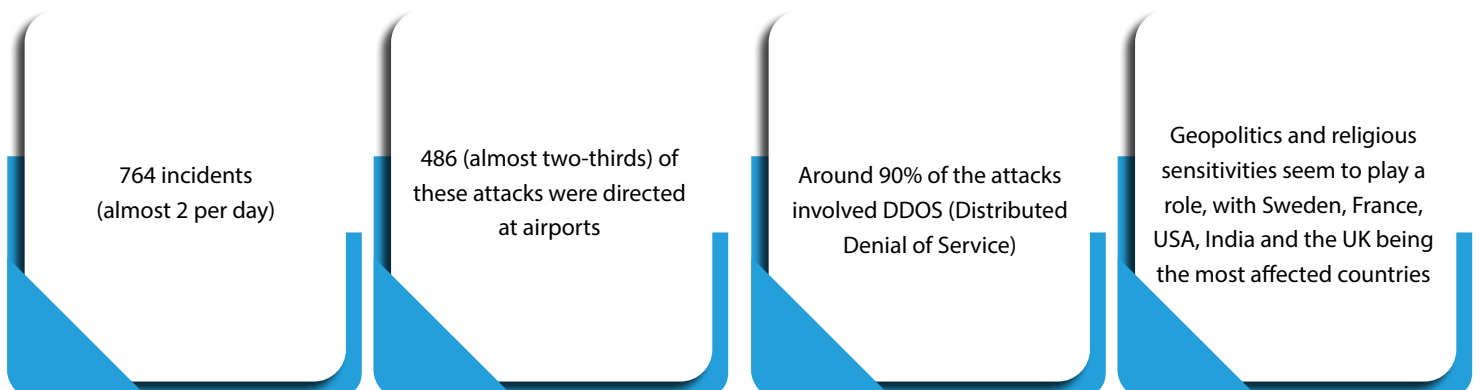 764 incidents
(almost 2 per day)
486 (almost two-thirds) of
these attacks were directed
at airports
Around 90% of the attacks
involved DDOS (Distributed
Denial of Service)
Geopolitics and religious
sensitivities seem to play a
role, with Sweden, France,
USA, India and the UK being
the most affected countries